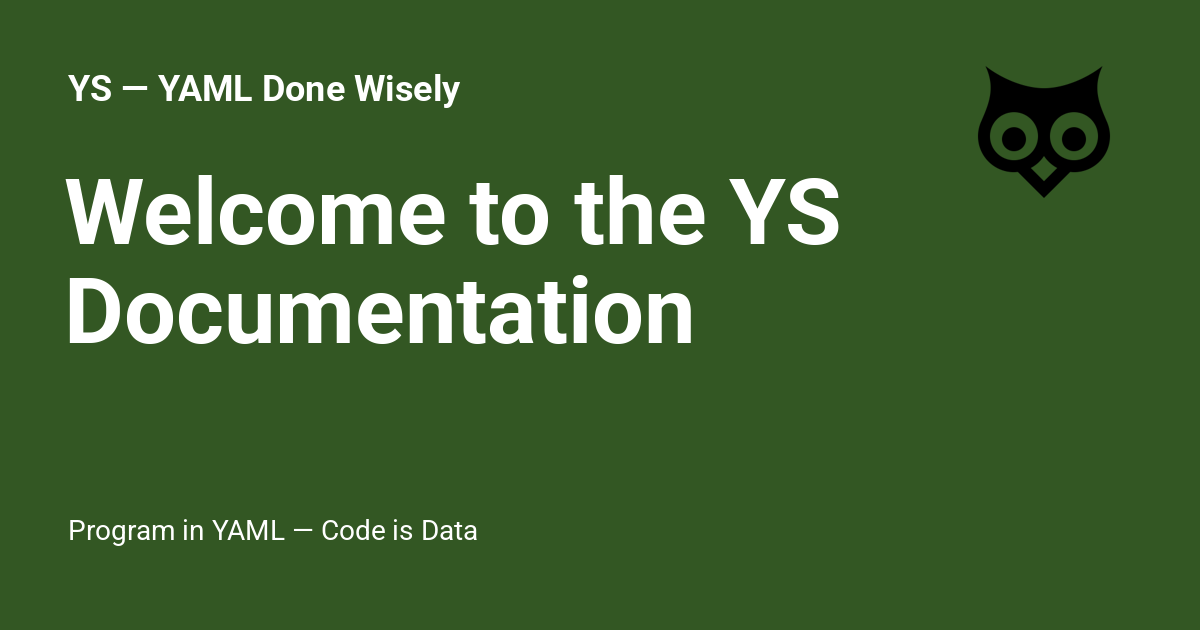 YS — YAML Done Wisely
Welcome to the YS
Documentation
Program in YAML — Code is Data